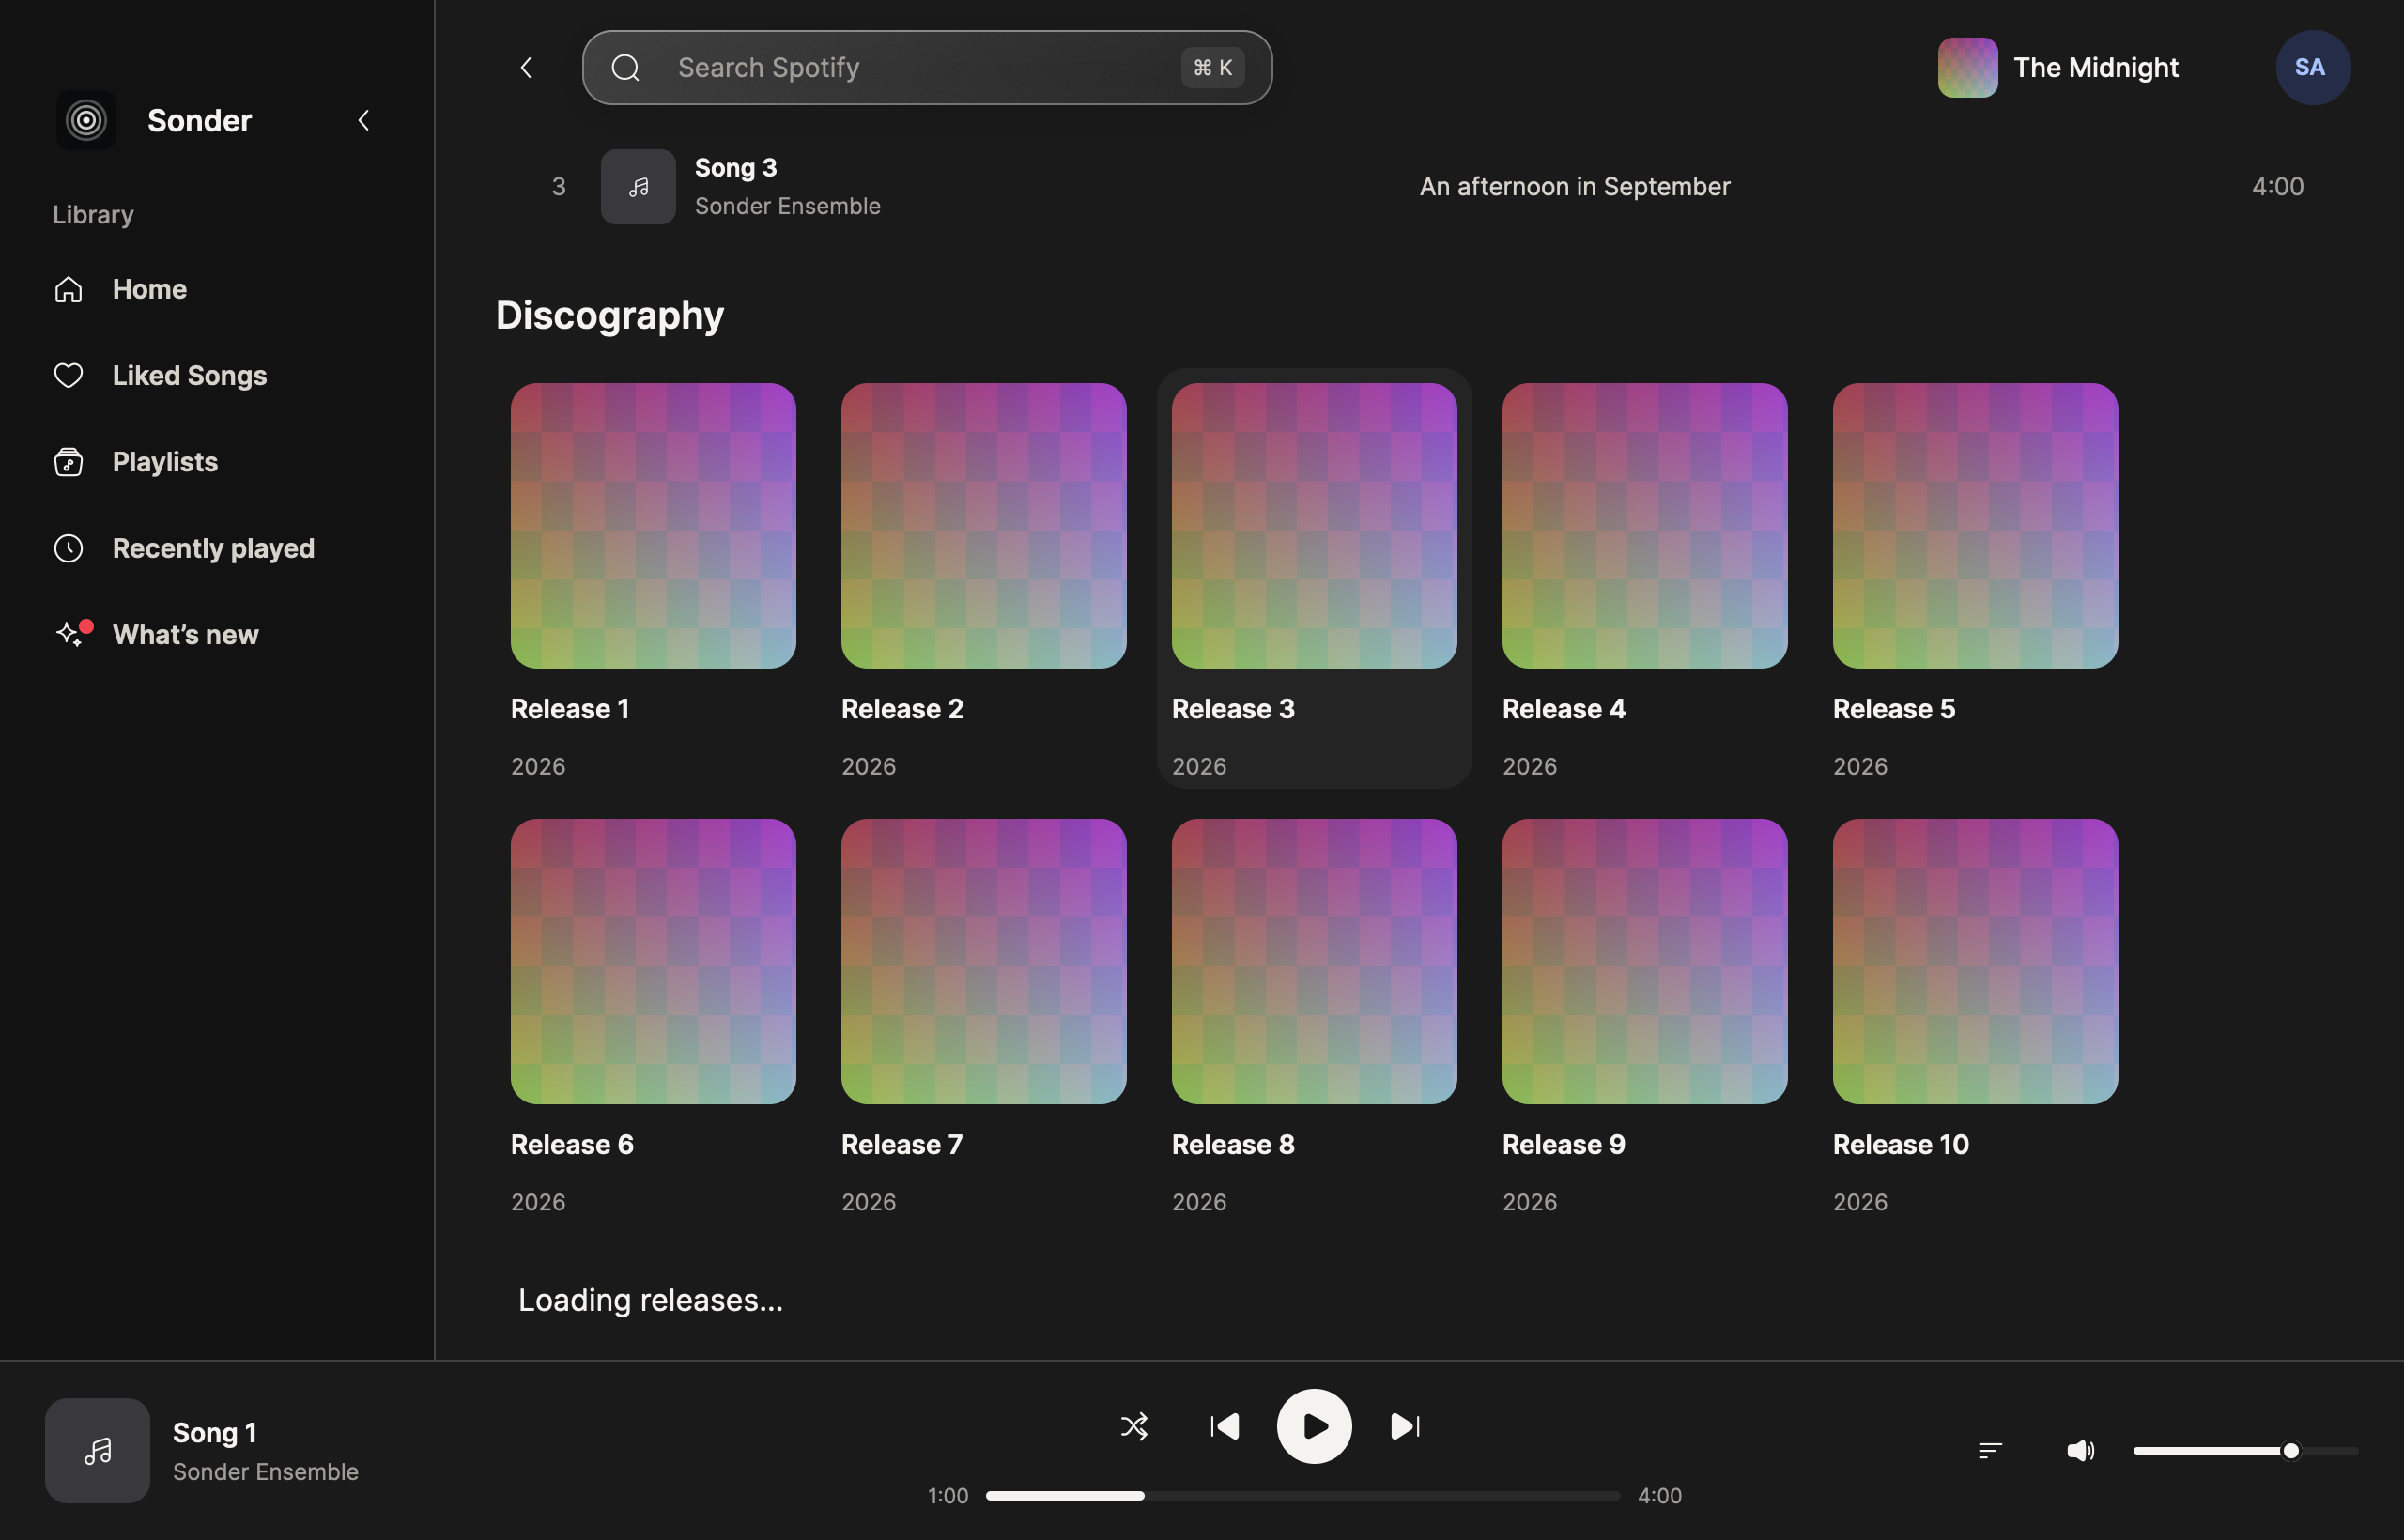 Search Spotify
⌘ K
The Midnight
SA
Sonder
Library
Home
Liked Songs
Playlists
Recently played
What’s new
3
Song 3
Sonder Ensemble
An afternoon in September
4:00
Discography
Release 1
2026
Release 2
2026
Release 3
2026
Release 4
2026
Release 5
2026
Release 6
2026
Release 7
2026
Release 8
2026
Release 9
2026
Release 10
2026
Loading releases...
Song 1
Sonder Ensemble
1:00
4:00